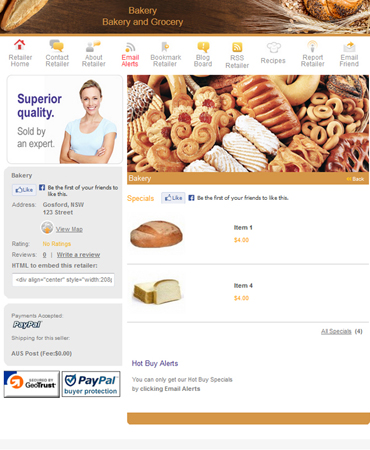 Bakery
Bakery and Grocery
Retailer Home
Contact Retailer
About Retailer
Email Alerts
Bookmark Retailer
Blog Board
RSS Retailer
Recipes
Report Retailer
Email Friend
Superior
quality.
Sold by
an expert.
Bakery
Like
Be the first of your friends to
like this.
Address: Gosford, NSW
123 Street
View Map
Rating: No Ratings
Reviews: 0 | Write a review
HTML to embed this retailer:
<div align="center" style="width:208p
Payments Accepted:
PayPal
Shipping for this seller:
AUS Post (Fee:$0.00)
SECURED BY
GeoTrust
PayPal
buyer protection
Bakery
Back
Specials
Like
Be the first of your friends to like this.
Item 1
$4.00
Item 4
$4.00
All Specials (4)
Hot Buy Alerts
You can only get our Hot Buy Specials
by clicking Email Alerts